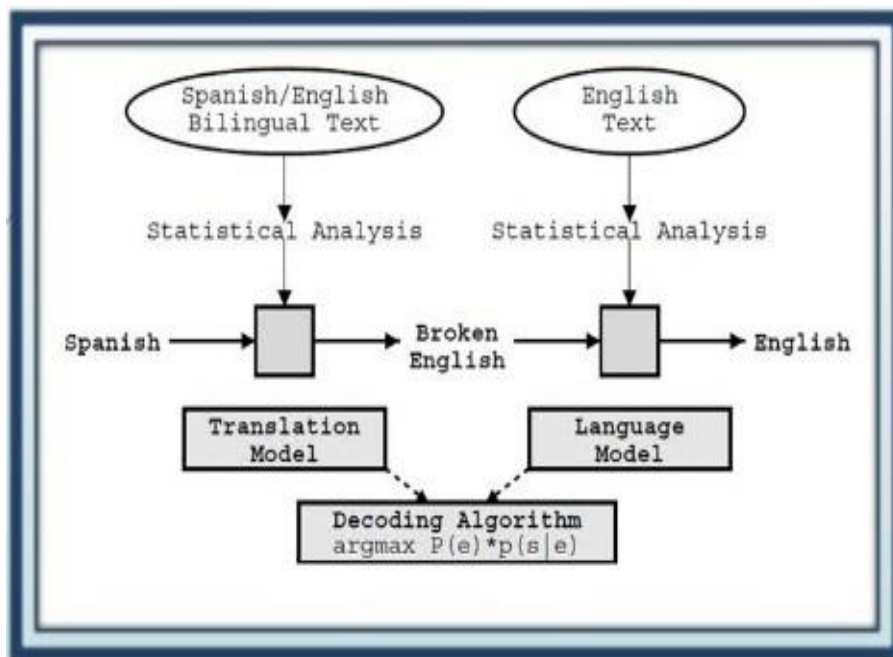 Spanish/English
Bilingual Text
English
Text
Statistical Analysis
Statistical Analysis
Spanish
Broken
English
English
Translation
Model
Language
Model
Decoding Algorithm
argmax P(e)*p(s|e)